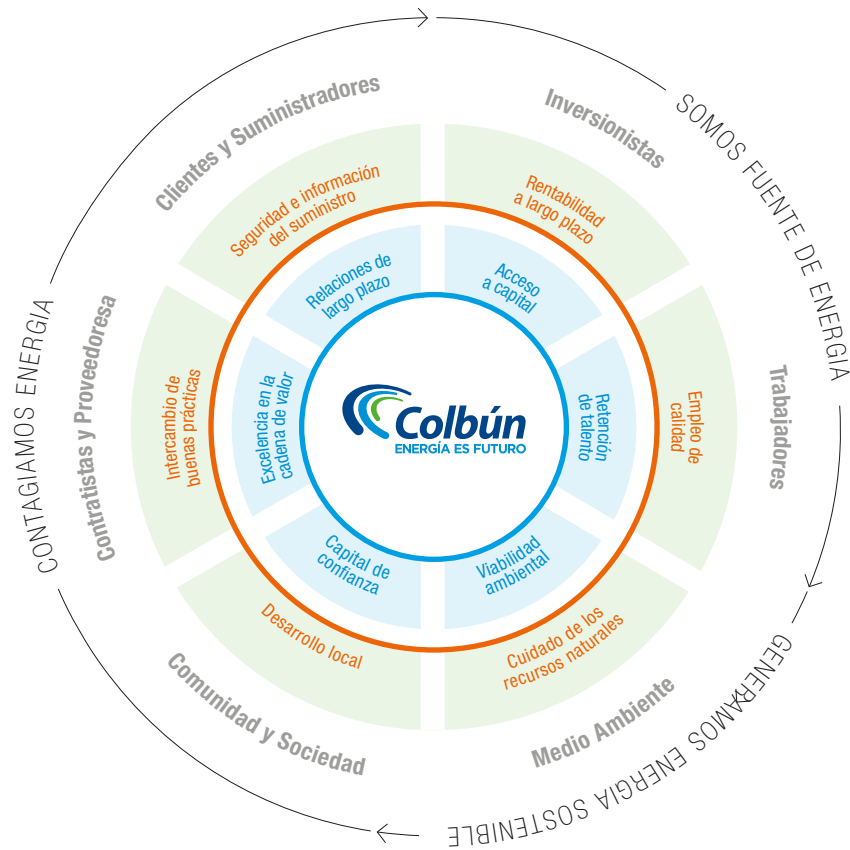 SOMOS FUENTE DE ENERGIA
GENERAMOS ENERGIA SOSTENIBLE
CONTAGIAMOS ENERGIA
Inversionistas
Rentabilidad
a largo plazo
Acceso
a capital
Trabajadores
Empleo de
calidad
Retención
de talento
Medio Ambiente
Cuidado de los
recursos naturales
Viabilidad
ambiental
Comunidad y Sociedad
Desarrollo local
Capital de
confianza
Contratistas y Proveedoresa
Intercambio de
buenas prácticas
Excelencia en la
cadena de valor
Clientes y Suministradores
Seguridad e información
del suministro
Relaciones de
largo plazo
Colbún
ENERGÍA ES FUTURO